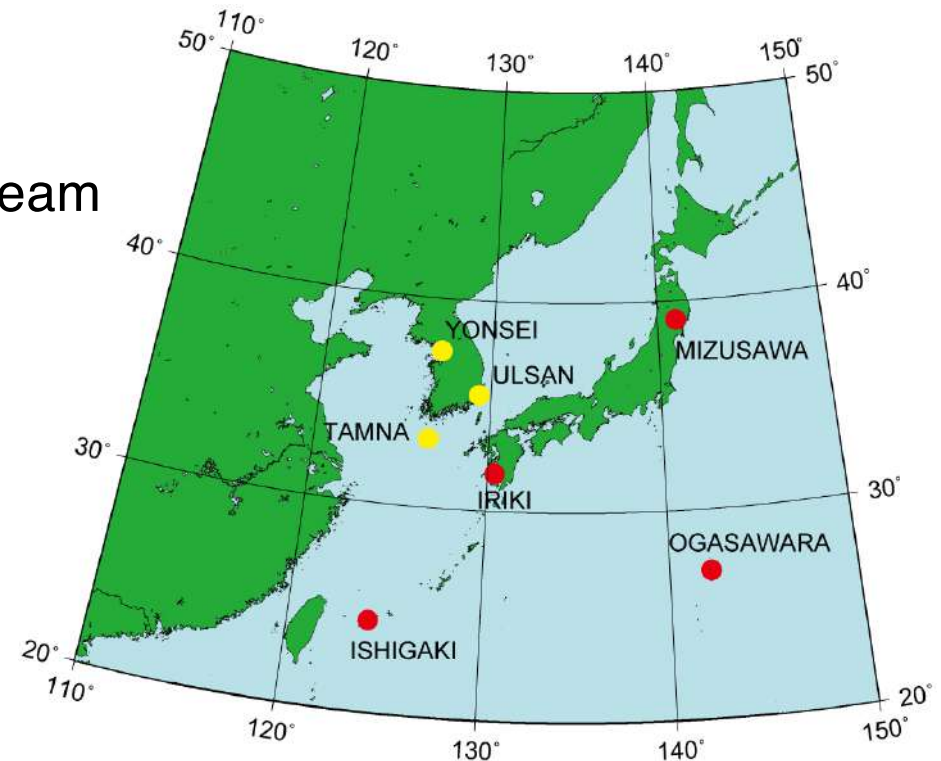 110°
50°
120°
130°
140°
150°
50°
eam
40°
40°
YONSEI
MIZUSAWA
ULSAN
TAMNA
30°
IRIKI
30°
OGASAWARA
ISHIGAKI
20°
110°
20°
120°
130°
140°
150°